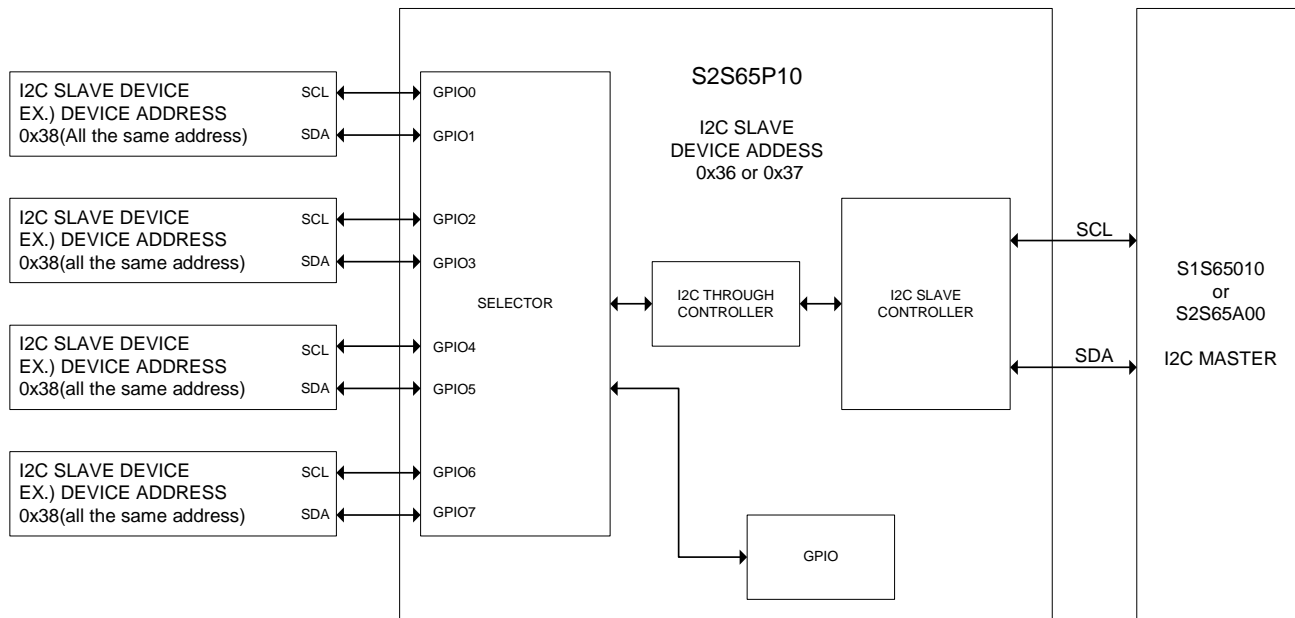 I2C SLAVE DEVICE
EX.) DEVICE ADDRESS
0x38(All the same address)
SCL
SDA
I2C SLAVE DEVICE
EX.) DEVICE ADDRESS
0x38(all the same address)
SCL
SDA
I2C SLAVE DEVICE
EX.) DEVICE ADDRESS
0x38(all the same address)
SCL
SDA
I2C SLAVE DEVICE
EX.) DEVICE ADDRESS
0x38(all the same address)
SCL
SDA
GPIO0
GPIO1
GPIO2
GPIO3
SELECTOR
GPIO4
GPIO5
GPIO6
GPIO7
S2S65P10
I2C SLAVE
DEVICE ADDESS
0x36 or 0x37
I2C THROUGH
CONTROLLER
I2C SLAVE
CONTROLLER
GPIO
SCL
SDA
S1S65010
or
S2S65A00
I2C MASTER